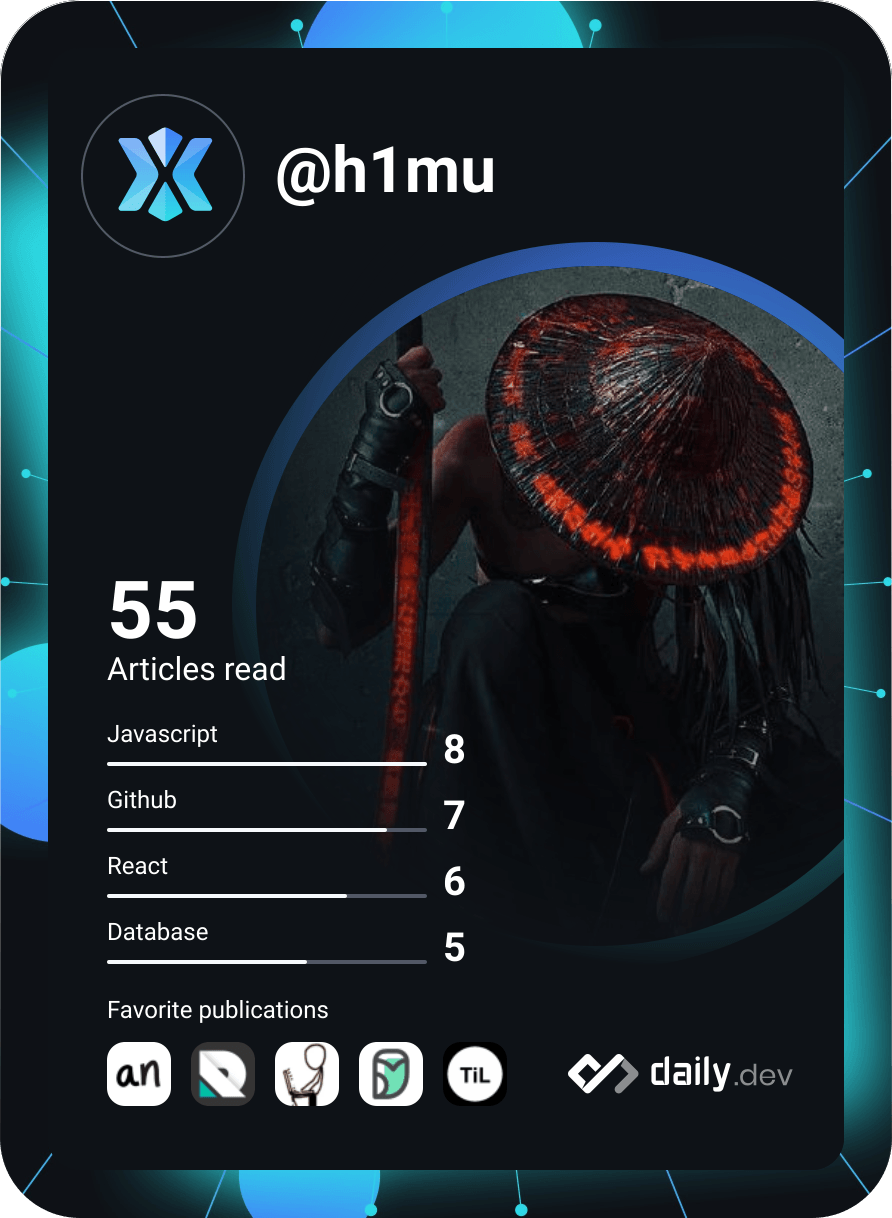 @h1mu
55
Articles read
Javascript
8
Github
7
React
6
Database
5
Favorite publications
an
TiL
daily.dev